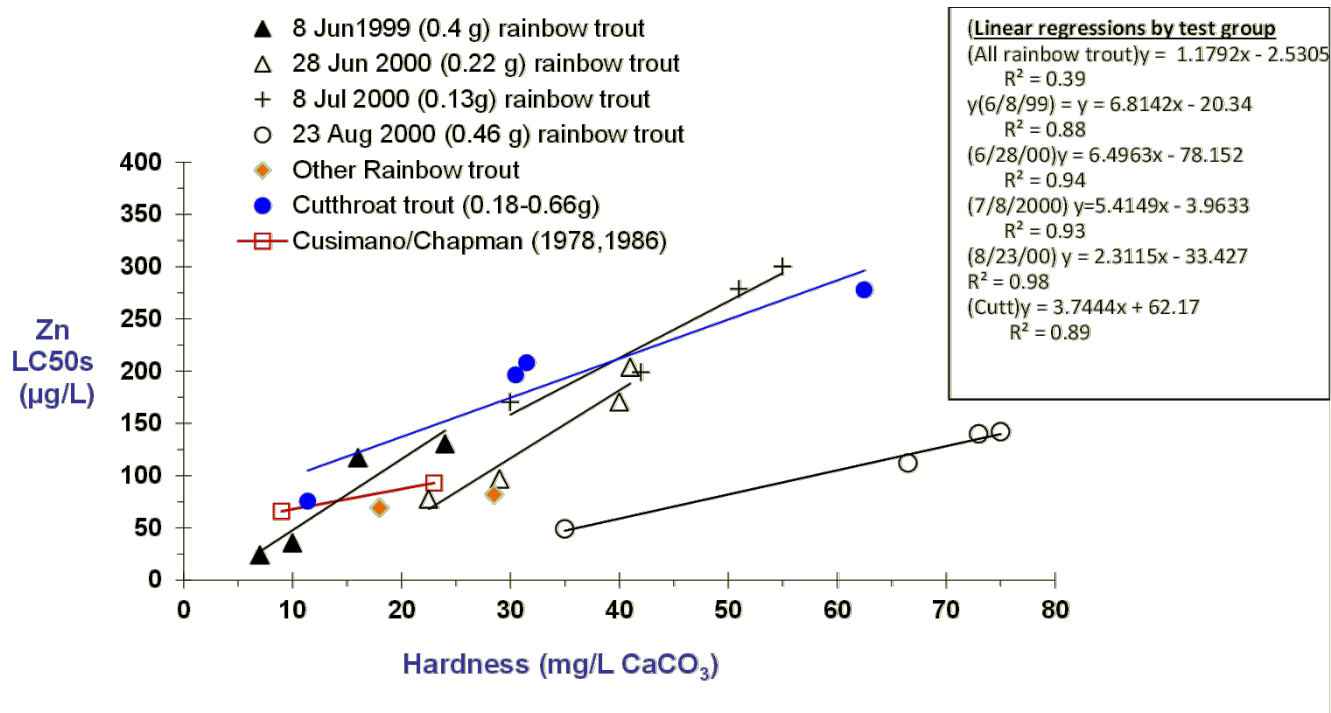 8 Jun1999 (0.4 g) rainbow trout
28 Jun 2000 (0.22 g) rainbow trout
8 Jul 2000 (0.13g) rainbow trout
23 Aug 2000 (0.46 g) rainbow trout
Other Rainbow trout
Cutthroat trout (0.18-0.66g)
Cusimano/Chapman (1978,1986)
(Linear regressions by test group
(All rainbow trout)y = 1.1792x - 2.5305
R² = 0.39
y(6/8/99) = y = 6.8142x - 20.34
R² = 0.88
(6/28/00)y = 6.4963x - 78.152
R² = 0.94
(7/8/2000) y=5.4149x - 3.9633
R² = 0.93
(8/23/00) y = 2.3115x - 33.427
R² = 0.98
(Cutt)y = 3.7444x + 62.17
R² = 0.89
Zn
LC50s
(µg/L)
400
350
300
250
200
150
100
50
0
0 10 20 30 40 50 60 70 80
Hardness (mg/L CaCO₃)